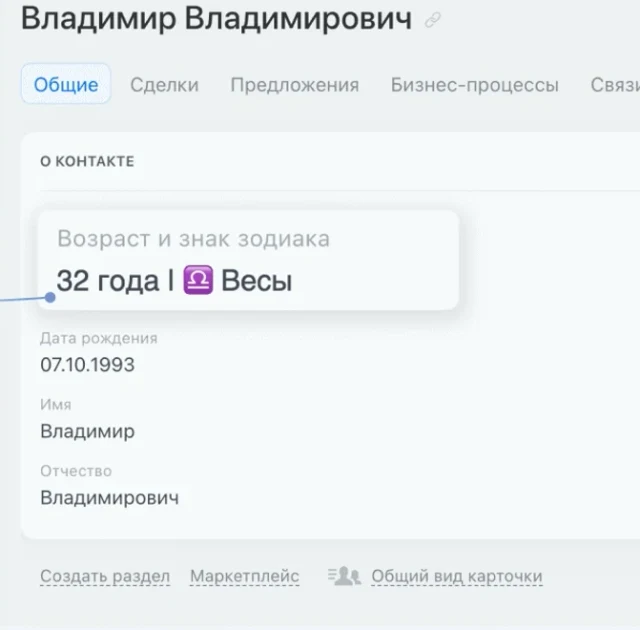 Владимир Владимирович
Общие Сделки Предложения Бизнес-процессы Связи
О КОНТАКТЕ
Возраст и знак зодиака
32 года | ♎ Весы
Дата рождения
07.10.1993
Имя
Владимир
Отчество
Владимирович
Создать раздел Маркетплейс Общий вид карточки